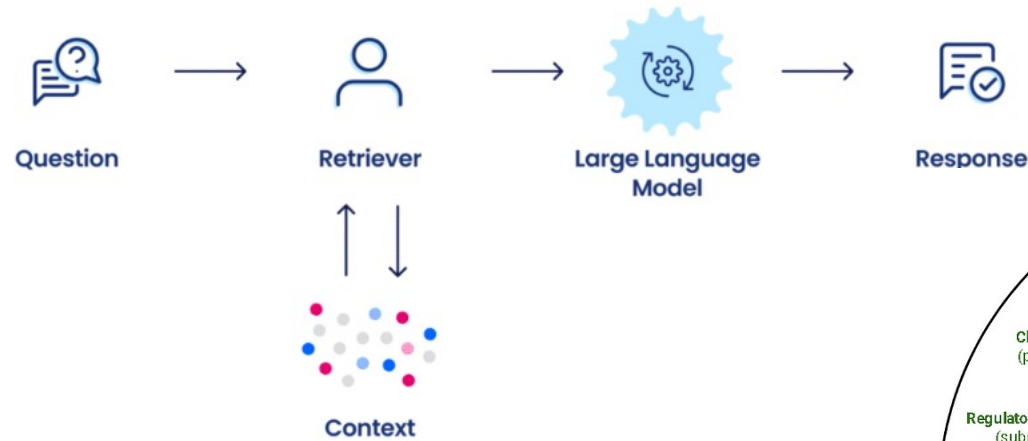 Question
Retriever
Large Language
Model
Response
Context